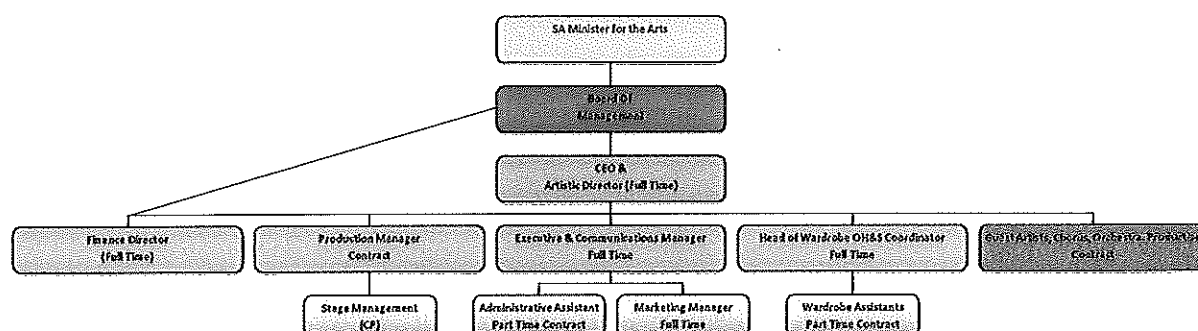 SA Minister for the Arts
Board Of
Management
CEO &
Artistic Director (Full Time)
Finance Director
(Full Time)
Production Manager
Contract
Executive & Communications Manager
Full Time
Head of Wardrobe OH&S Coordinator
Full Time
Guest Artists, Chorus, Orchestra, Production
Contract
Stage Management
Administrative Assistant
Part Time Contract
Marketing Manager
Full Time
Wardrobe Assistants
Part Time Contract